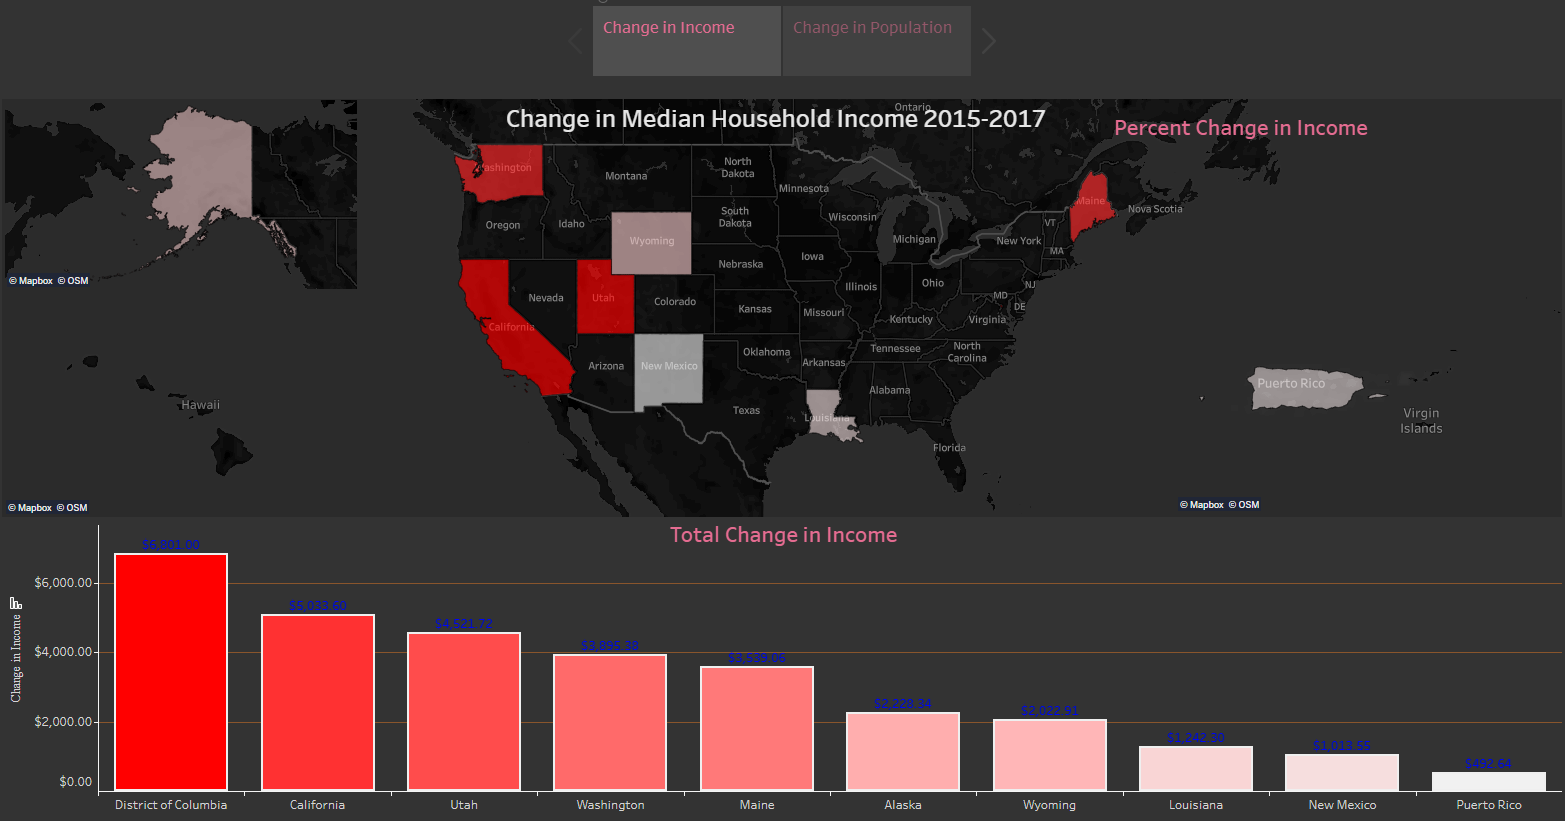 Change in Income
Change in Population
Change in Median Household Income 2015-2017
Percent Change in Income
Ontario
Washington
Montana
North
Dakota
Minnesota
Maine
Nova Scotia
Oregon
Idaho
Wyoming
South
Dakota
Wisconsin
Michigan
New York
VT
MA
© Mapbox © OSM
Nebraska
Iowa
Nevada
Utah
Colorado
Kansas
Illinois
Ohio
NJ
MD
DE
Missouri
Kentucky
Virginia
California
Arizona
New Mexico
Oklahoma
Arkansas
Tennessee
North
Carolina
Alabama
Texas
Louisiana
Florida
Hawaii
Puerto Rico
Virgin
Islands
© Mapbox © OSM
© Mapbox © OSM
Total Change in Income
Change in Income
$6,000.00
$4,000.00
$2,000.00
$0.00
$6,801.00
$5,033.60
$4,521.72
$3,895.38
$2,228.34
$2,022.91
$1,242.30
$1,013.55
$492.64
District of Columbia
California
Utah
Washington
Maine
Alaska
Wyoming
Louisiana
New Mexico
Puerto Rico